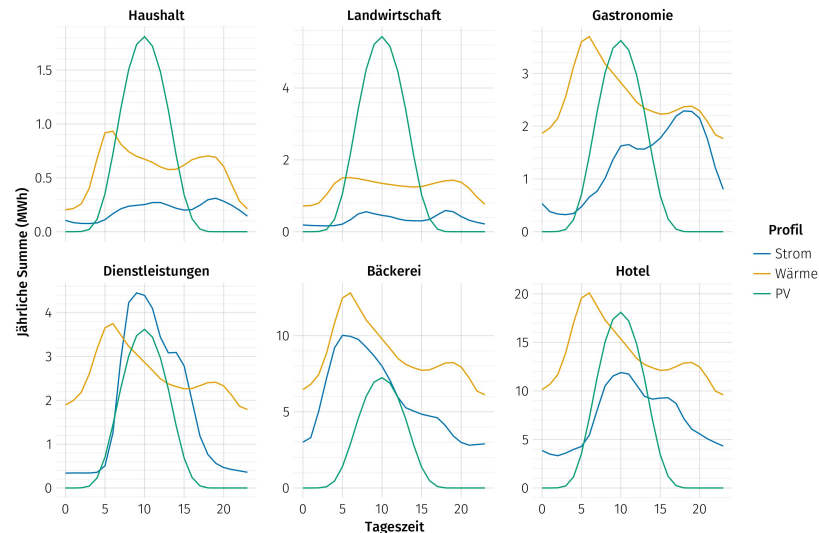 Haushalt
Landwirtschaft
Gastronomie
1.5
1.0
0.5
0.0
4
2
0
3
2
1
0
Jährliche Summe (MWh)
Profil
Strom
Wärme
PV
Dienstleistungen
Bäckerei
Hotel
4
3
2
1
0
10
5
0
20
15
10
5
0
0 5 10 15 20
0 5 10 15 20
0 5 10 15 20
Tageszeit